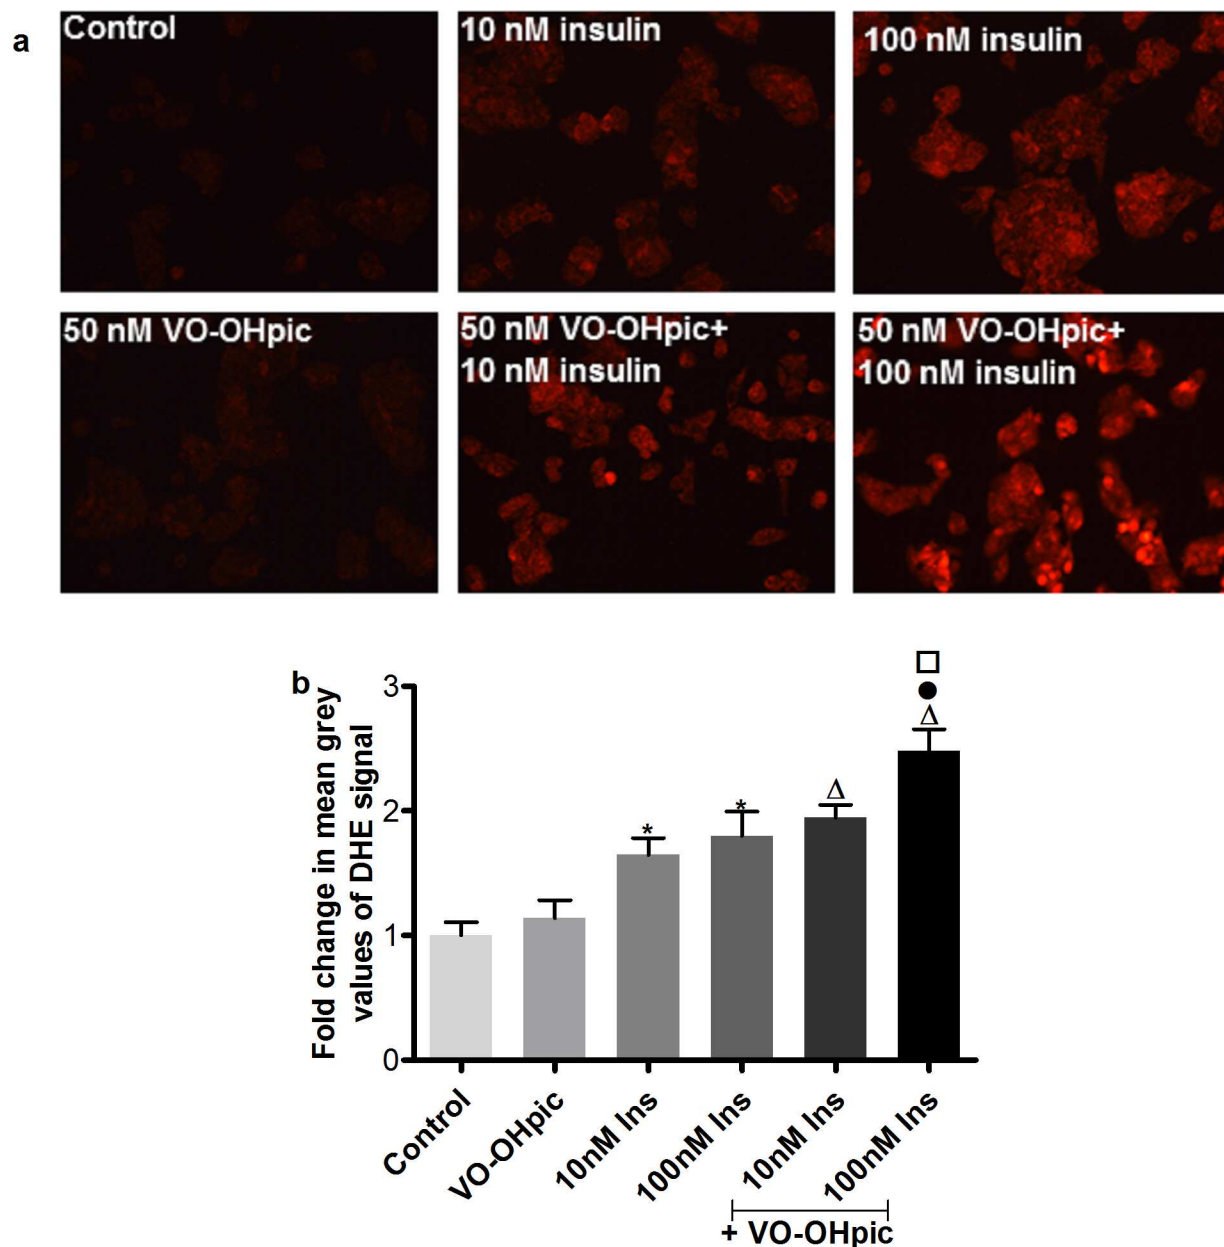 a
Control
10 nM insulin
100 nM insulin
50 nM VO-OHpic
50 nM VO-OHpic+
10 nM insulin
50 nM VO-OHpic+
100 nM insulin
b
Fold change in mean grey
values of DHE signal
3
2
1
0
*
*
Δ
□
●
Δ
Control
VO-OHpic
10nM Ins
100nM Ins
10nM Ins
100nM Ins
+ VO-OHpic